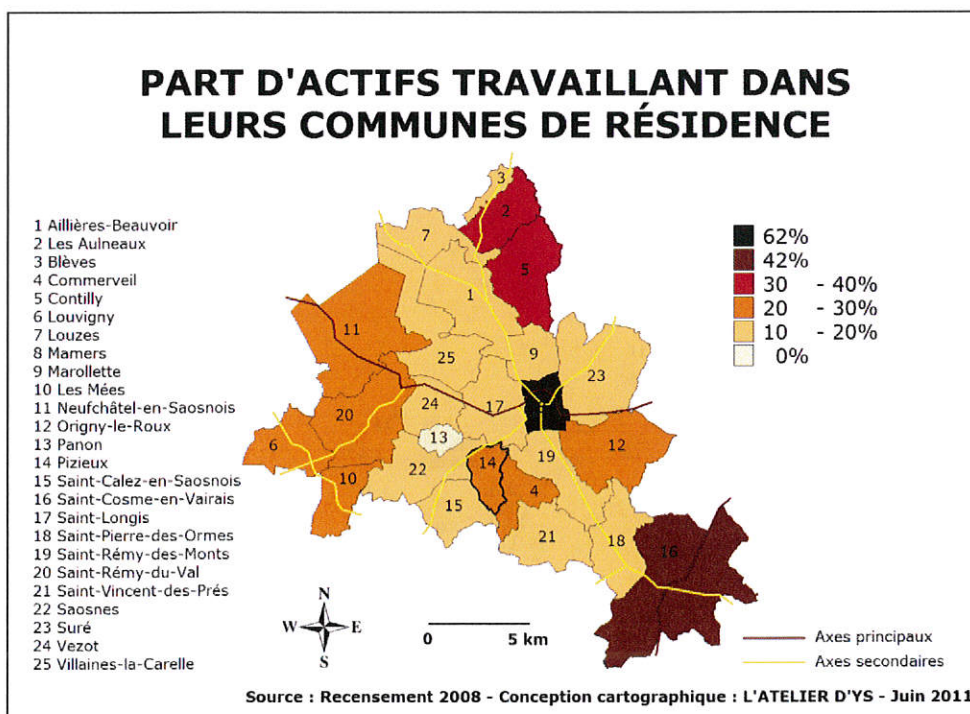 PART D'ACTIFS TRAVAILLANT DANS
LEURS COMMUNES DE RÉSIDENCE
1 Aillières-Beauvoir
2 Les Aulneaux
3 Blèves
4 Commerveil
5 Contilly
6 Louvigny
7 Louzes
8 Mamers
9 Marollette
10 Les Mées
11 Neufchâtel-en-Saosnois
12 Origny-le-Roux
13 Panon
14 Pizieux
15 Saint-Calez-en-Saosnois
16 Saint-Cosme-en-Vairais
17 Saint-Longis
18 Saint-Pierre-des-Ormes
19 Saint-Rémy-des-Monts
20 Saint-Rémy-du-Val
21 Saint-Vincent-des-Prés
22 Saosnes
23 Suré
24 Vezot
25 Villaines-la-Carelle
3
2
7
5
1
11
9
25
23
24
17
20
13
12
6
19
22
14
10
4
15
21
18
16
62%
42%
30 - 40%
20 - 30%
10 - 20%
0%
N
W E
S
0 5 km
Axes principaux
Axes secondaires
Source : Recensement 2008 - Conception cartographique : L'ATELIER D'YS - Juin 2011